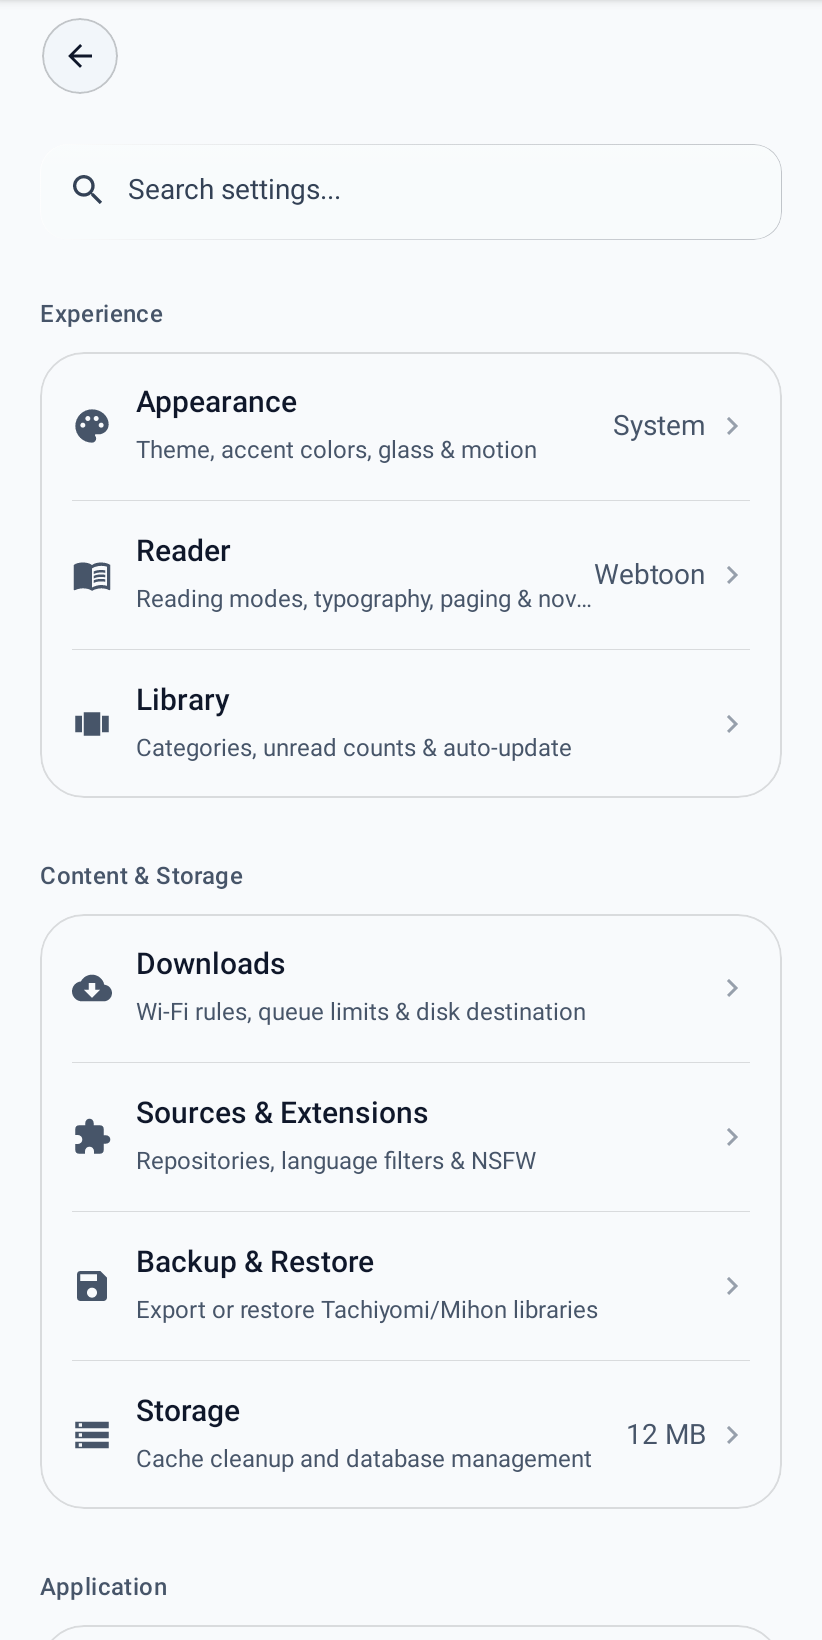 Search settings...
Experience
Appearance
Theme, accent colors, glass & motion
System
Reader
Reading modes, typography, paging & nov...
Webtoon
Library
Categories, unread counts & auto-update
Content & Storage
Downloads
Wi-Fi rules, queue limits & disk destination
Sources & Extensions
Repositories, language filters & NSFW
Backup & Restore
Export or restore Tachiyomi/Mihon libraries
Storage
Cache cleanup and database management
12 MB
Application